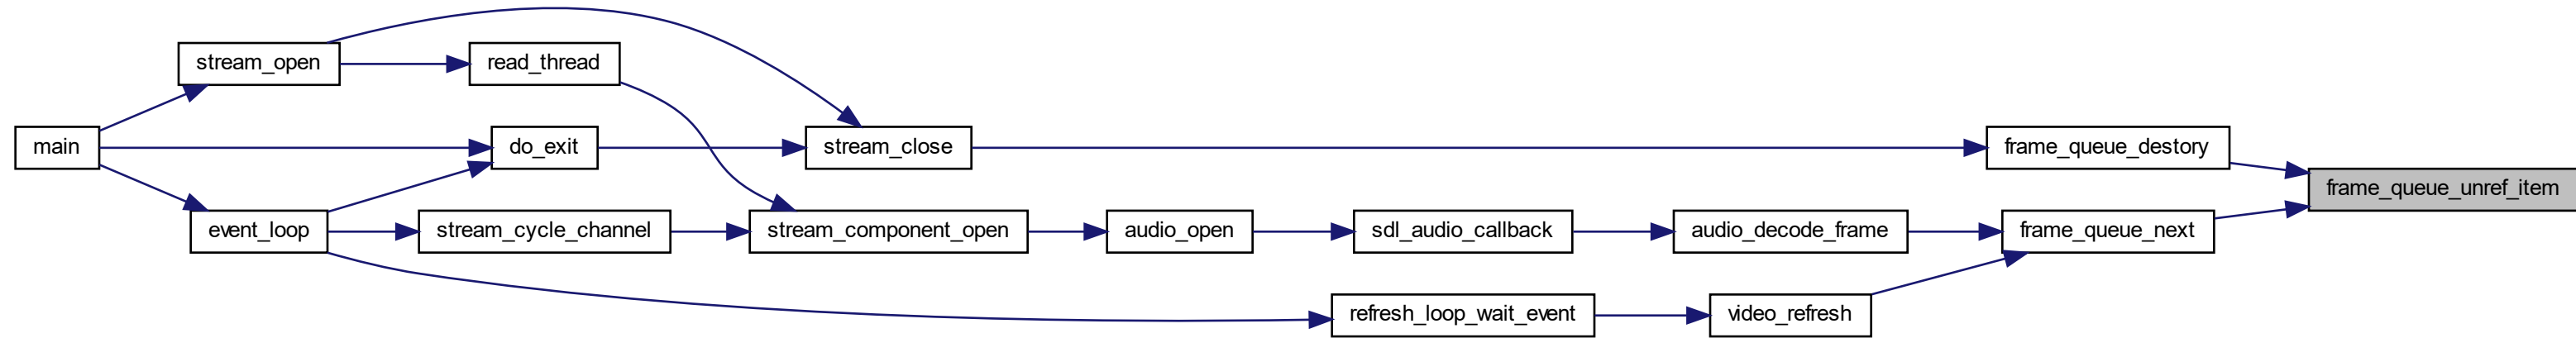 stream_open
read_thread
main
do_exit
stream_close
frame_queue_destory
frame_queue_unref_item
event_loop
stream_cycle_channel
stream_component_open
audio_open
sdl_audio_callback
audio_decode_frame
frame_queue_next
refresh_loop_wait_event
video_refresh